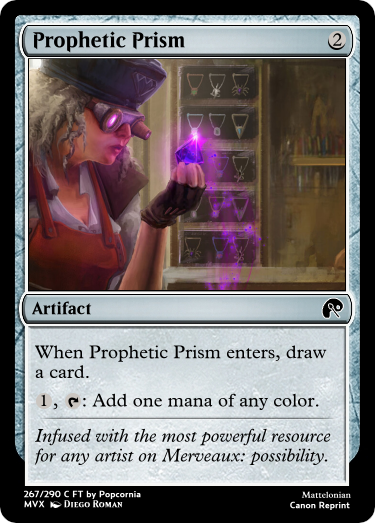 Prophetic Prism 2
Artifact
When Prophetic Prism enters, draw
a card.
1, : Add one mana of any color.
Infused with the most powerful resource
for any artist on Merveaux: possibility.
267/290 C FT by Popcornia
MVX Diego Roman
Mattelonian
Canon Reprint